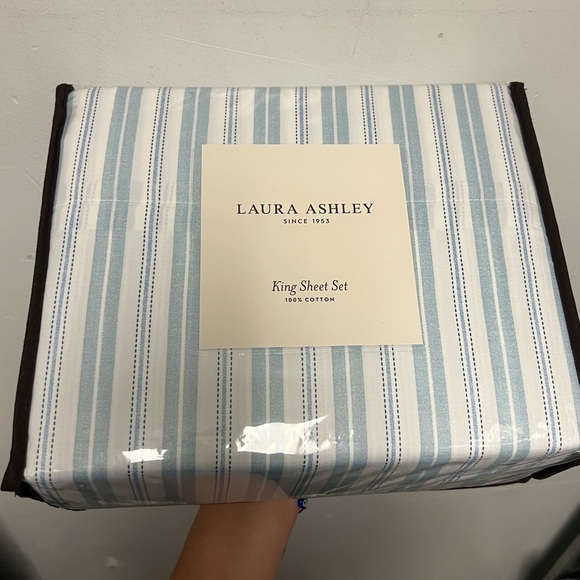 LAURA ASHLEY
SINCE 1953
King Sheet Set
100% COTTON